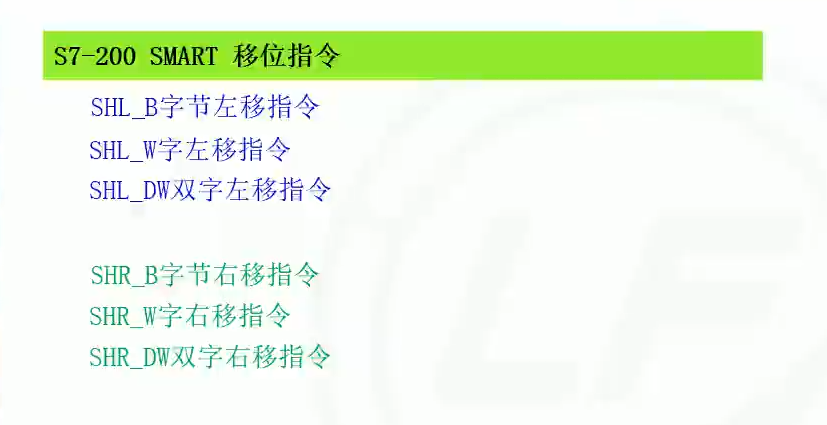 S7-200 SMART 移位指令
SHL_B字节左移指令
SHL_W字左移指令
SHL_DW双字左移指令
SHR_B字节右移指令
SHR_W字右移指令
SHR_DW双字右移指令
LF